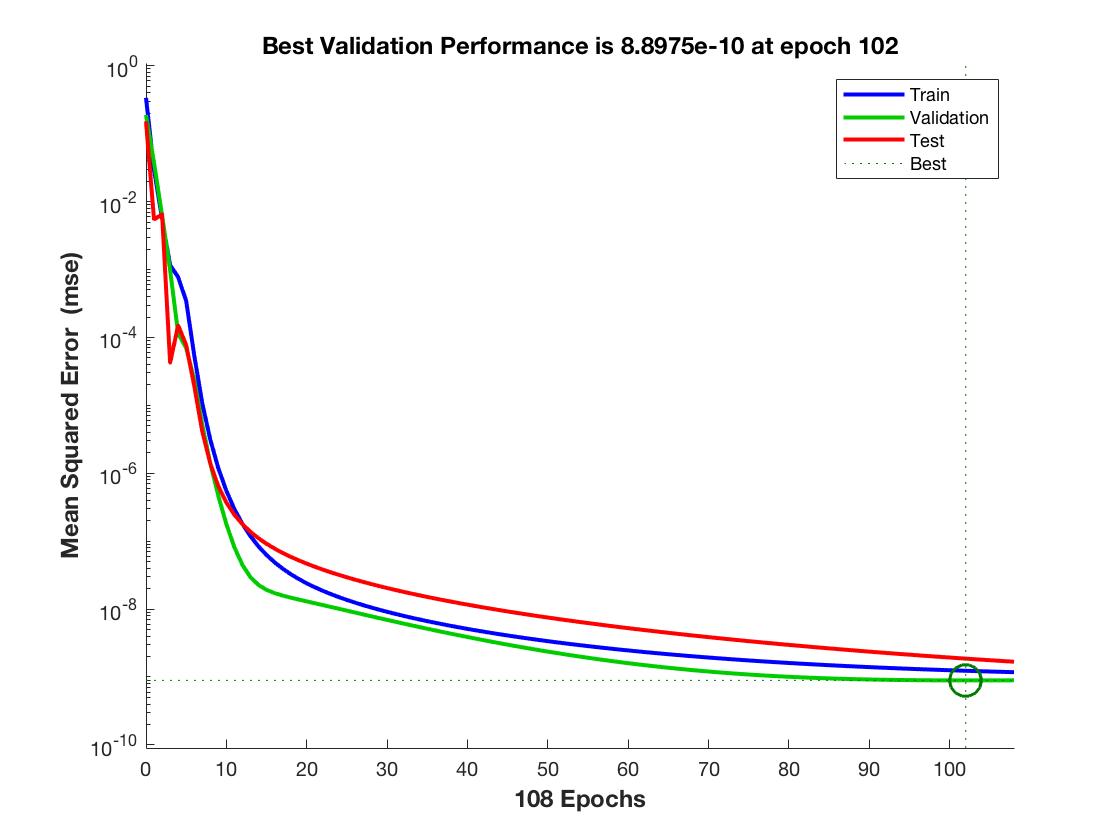 Best Validation Performance is 8.8975e-10 at epoch 102
10^0
10^-2
10^-4
10^-6
10^-8
10^-10
Mean Squared Error (mse)
Train
Validation
Test
Best
0 10 20 30 40 50 60 70 80 90 100
108 Epochs